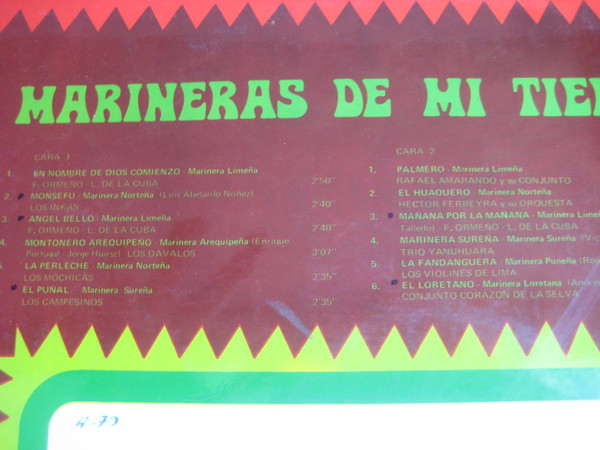 MARINERAS DE MI TIE
CARA 1
1. EN NOMBRE DE DIOS COMIENZO - Marinera Limeña
F. ORMEÑO - L. DE LA CUBA 2'50"
2. MONSEFU - Marinera Norteña (Luis Abelardo Núñez)
LOS INKAS 2'40"
3. ANGEL BELLO - Marinera Limeña
F. ORMEÑO - L. DE LA CUBA 2'40"
4. MONTONERO AREQUIPEÑO - Marinera Arequipeña (Enrique
Portugal - Jorge Huirse) LOS DAVALOS 3'07"
LA PERLECHE - Marinera Norteña
LOS MOCHICAS 2'35"
EL PUÑAL - Marinera Sureña
LOS CAMPESINOS 2'35"
CARA 2
1. PALMERO - Marinera Limeña
RAFAEL AMARANDO y su CONJUNTO
2. EL HUAQUERO - Marinera Norteña
HECTOR FERREYRA y su ORQUESTA
3. MAÑANA POR LA MAÑANA - Marinera Lime
F. ORMEÑO - L. DE LA CUBA
4. MARINERA SUREÑA - Marinera Sureña
TRIO YANUHUARA
5. LA FANDANGUERA - Marinera Puneña
LOS VIOLINES DE LIMA
6. EL LORETANO - Marinera Loretana
CONJUNTO CORAZON DE LA SELVA